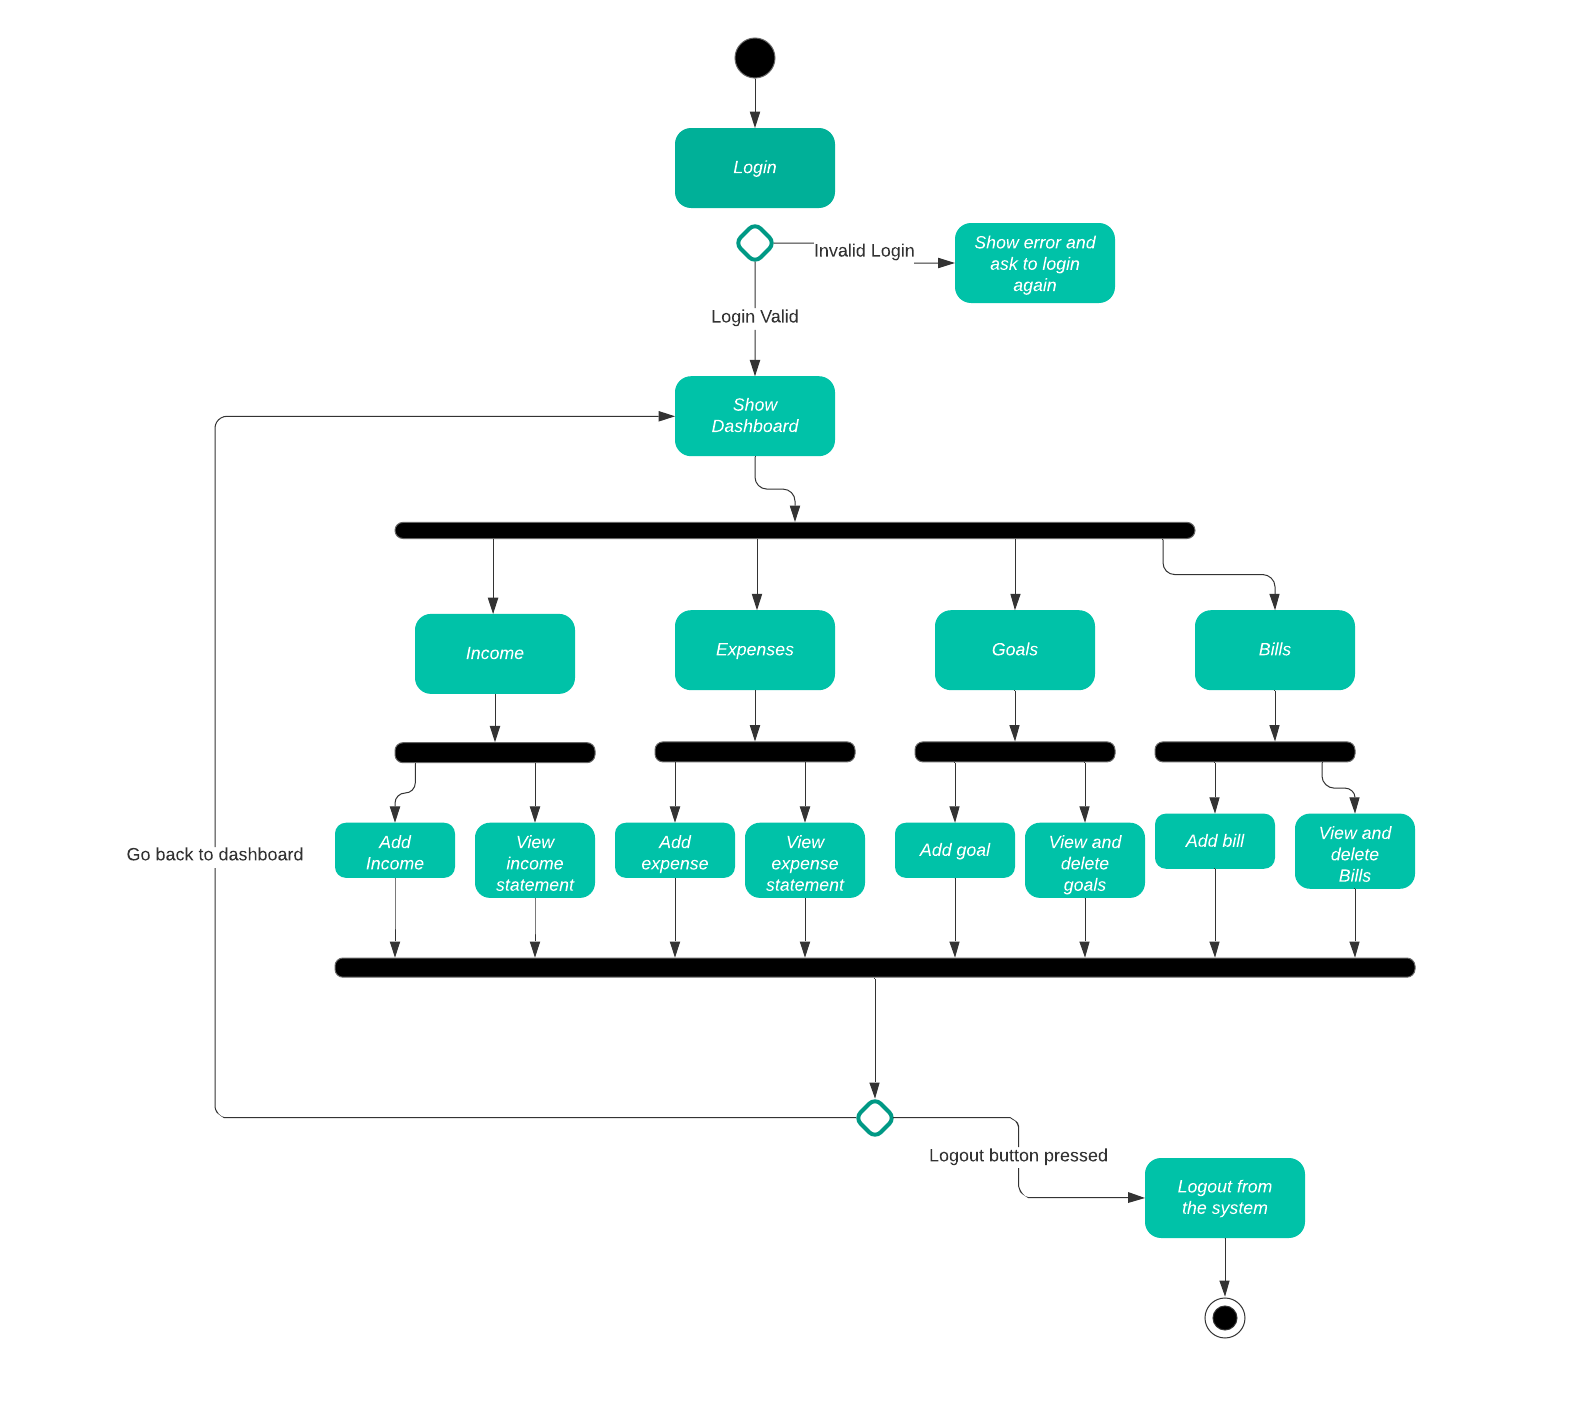 Login
Invalid Login
Show error and
ask to login
again
Login Valid
Show
Dashboard
Income
Expenses
Goals
Bills
Add
Income
View
income
statement
Add
expense
View
expense
statement
Add goal
View and
delete
goals
Add bill
View and
delete
Bills
Go back to dashboard
Logout button pressed
Logout from
the system